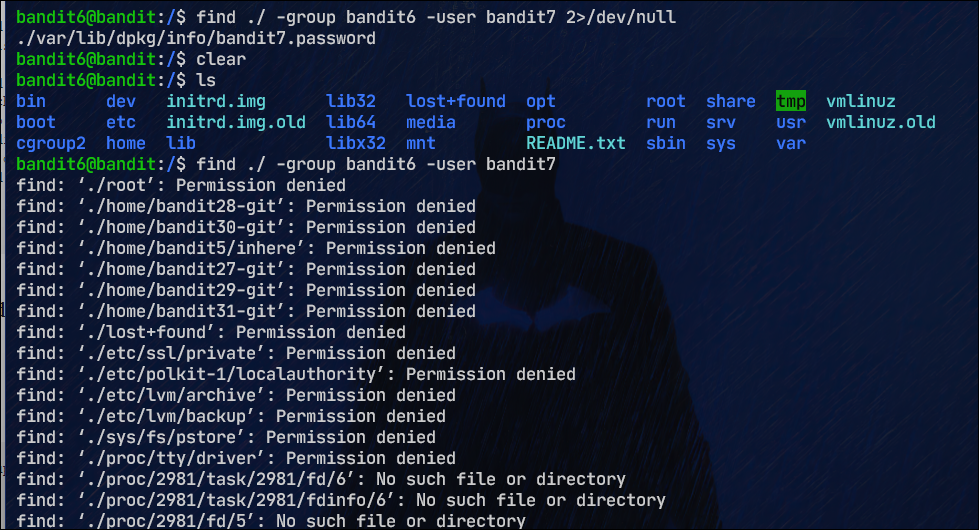 bandit6@bandit:/$ find ./ -group bandit6 -user bandit7 2>/dev/null
./var/lib/dpkg/info/bandit7.password
bandit6@bandit:/$ clear
bandit6@bandit:/$ ls
bin dev initrd.img lib32 lost+found opt root share tmp vmlinuz
boot etc initrd.img.old lib64 media proc run srv usr vmlinuz.old
cgroup2 home lib libx32 mnt README.txt sbin sys var
bandit6@bandit:/$ find ./ -group bandit6 -user bandit7
find: ‘./root’: Permission denied
find: ‘./home/bandit28-git’: Permission denied
find: ‘./home/bandit30-git’: Permission denied
find: ‘./home/bandit5/inhere’: Permission denied
find: ‘./home/bandit27-git’: Permission denied
find: ‘./home/bandit29-git’: Permission denied
find: ‘./home/bandit31-git’: Permission denied
find: ‘./lost+found’: Permission denied
find: ‘./etc/ssl/private’: Permission denied
find: ‘./etc/polkit-1/localauthority’: Permission denied
find: ‘./etc/lvm/archive’: Permission denied
find: ‘./etc/lvm/backup’: Permission denied
find: ‘./sys/fs/pstore’: Permission denied
find: ‘./proc/tty/driver’: Permission denied
find: ‘./proc/2981/task/2981/fd/6’: No such file or directory
find: ‘./proc/2981/task/2981/fdinfo/6’: No such file or directory
find: ‘./proc/2981/fd/5’: No such file or directory